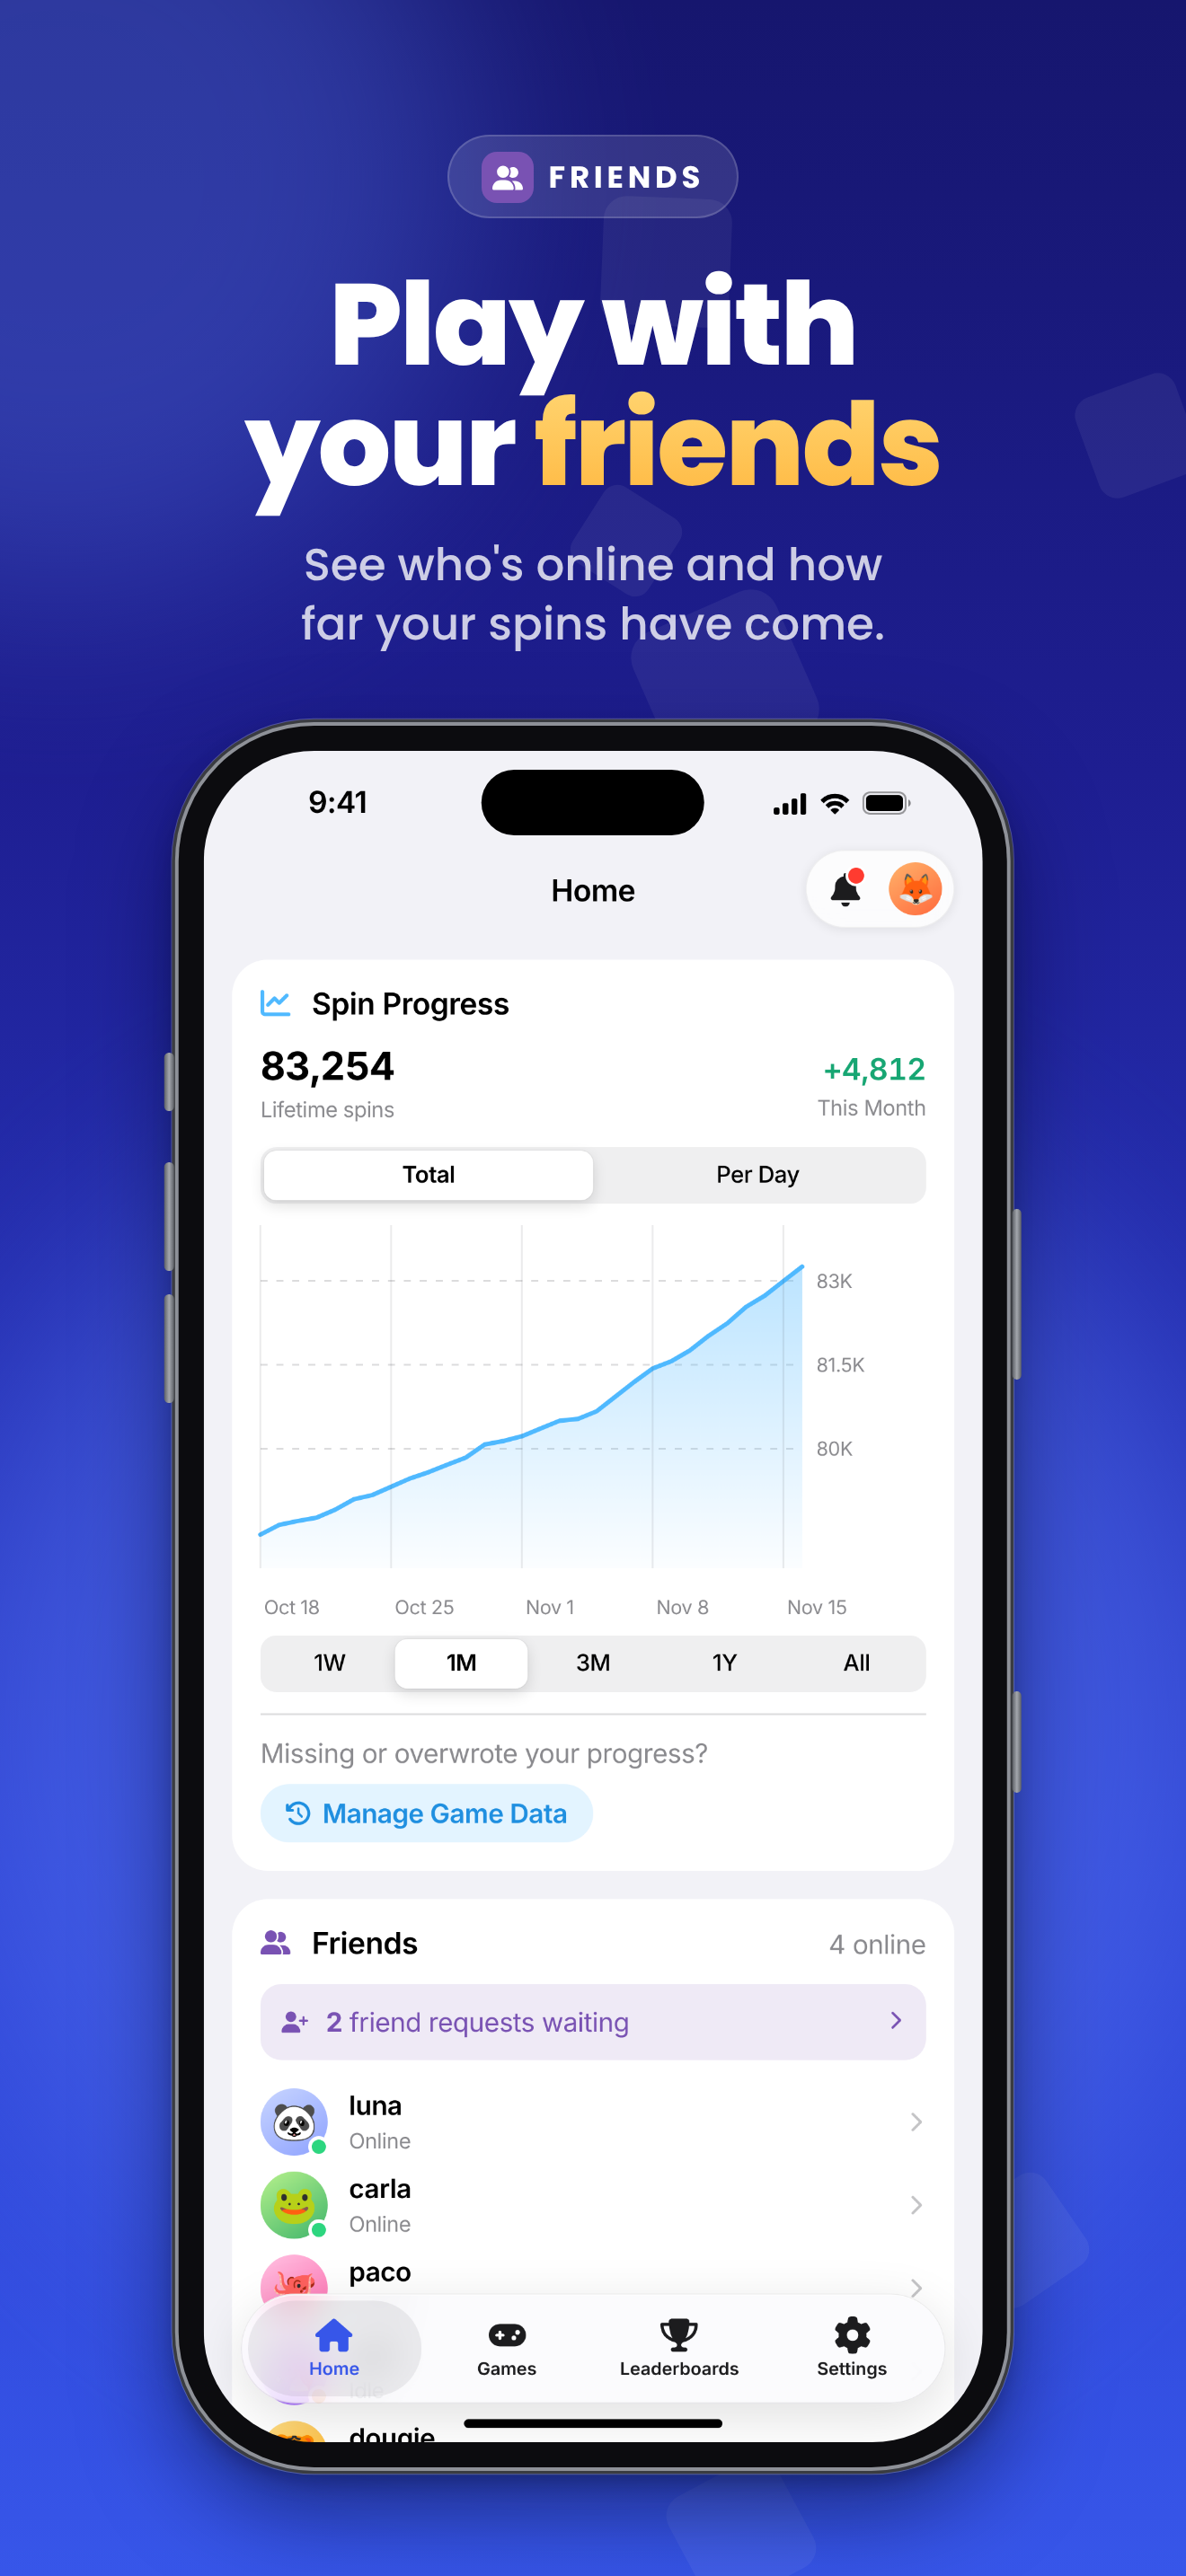 FRIENDS
Play with
your friends
See who's online and how
far your spins have come.
9:41
Home
Spin Progress
83,254
+4,812
Lifetime spins
This Month
Total
Per Day
83K
81.5K
80K
Oct 18
Oct 25
Nov 1
Nov 8
Nov 15
1W
1M
3M
1Y
All
Missing or overwrote your progress?
Manage Game Data
Friends
4 online
2 friend requests waiting
luna
Online
carla
Online
paco
Home
Games
Leaderboards
Settings
Idle
dougie